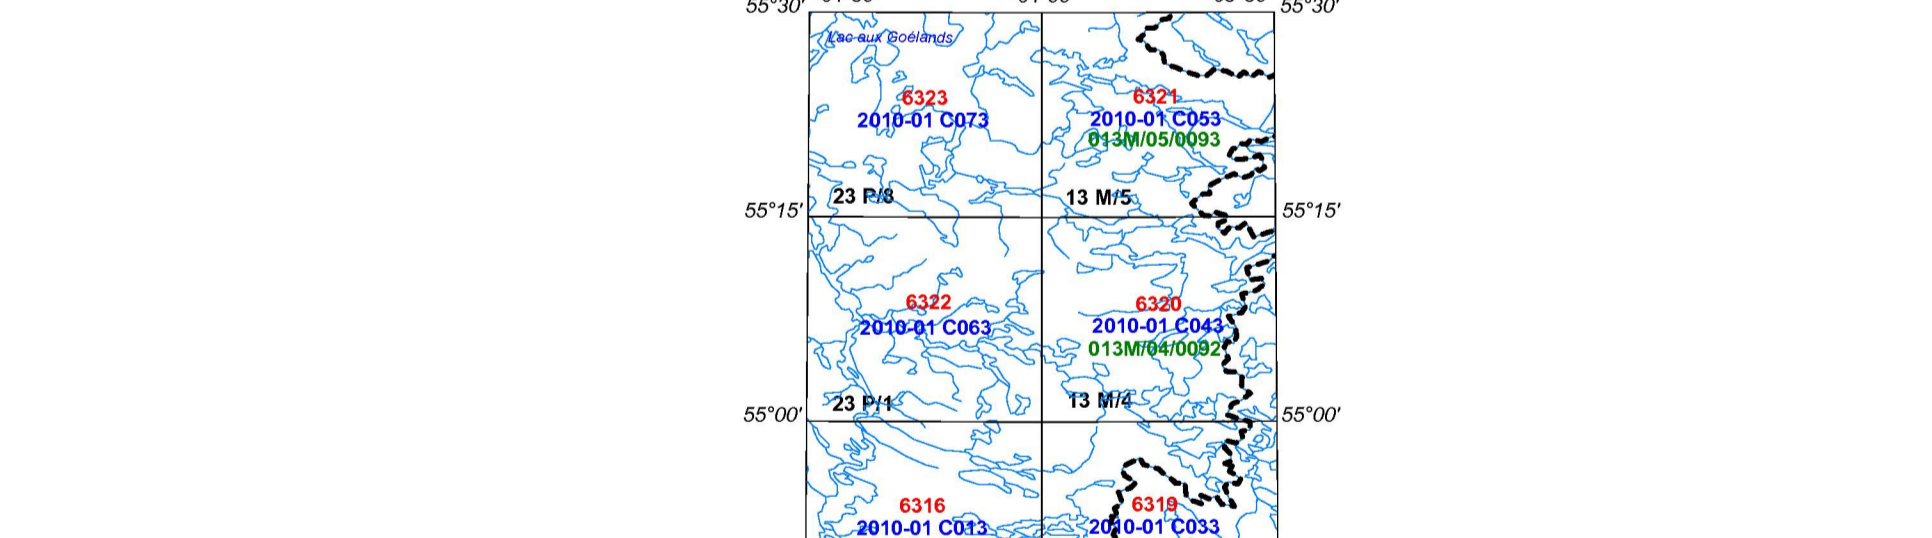 55°30' 55°30'
Lac aux Goélands
6323 6321
2010-01 C073 2010-01 C053
013M/05/0093
23 P/8 13 M/5
55°15' 55°15'
6322 6320
2010-01 C063 2010-01 C043
013M/04/0092
23 P/1 13 M/4
55°00' 55°00'
6316 6319
2010-01 C013 2010-01 C033